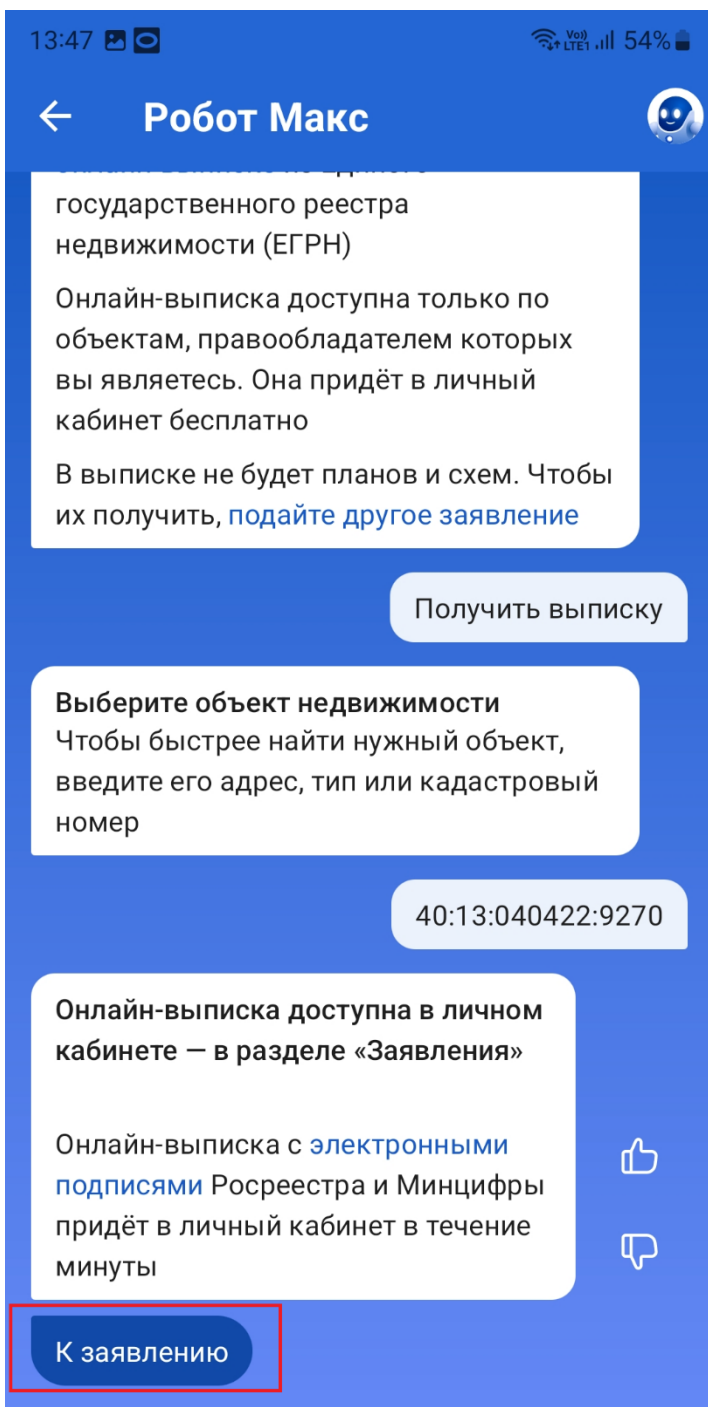 13:47
Vo))
LTE1
54%
Робот Макс
государственного реестра
недвижимости (ЕГРН)
Онлайн-выписка доступна только по
объектам, правообладателем которых
вы являетесь. Она придёт в личный
кабинет бесплатно
В выписке не будет планов и схем. Чтобы
их получить, подайте другое заявление
Получить выписку
Выберите объект недвижимости
Чтобы быстрее найти нужный объект,
введите его адрес, тип или кадастровый
номер
40:13:040422:9270
Онлайн-выписка доступна в личном
кабинете — в разделе «Заявления»
Онлайн-выписка с электронными
подписями Росреестра и Минцифры
придёт в личный кабинет в течение
минуты
К заявлению